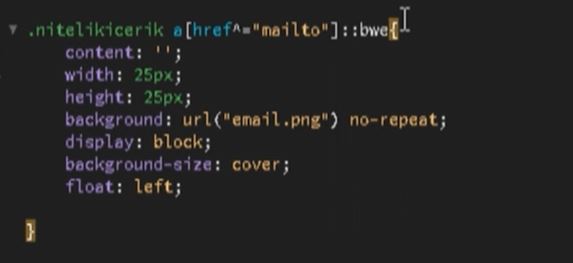 .nitelikicerik a[href^="mailto"]::bwe{
content: '';
width: 25px;
height: 25px;
background: url("email.png") no-repeat;
display: block;
background-size: cover;
float: left;
}